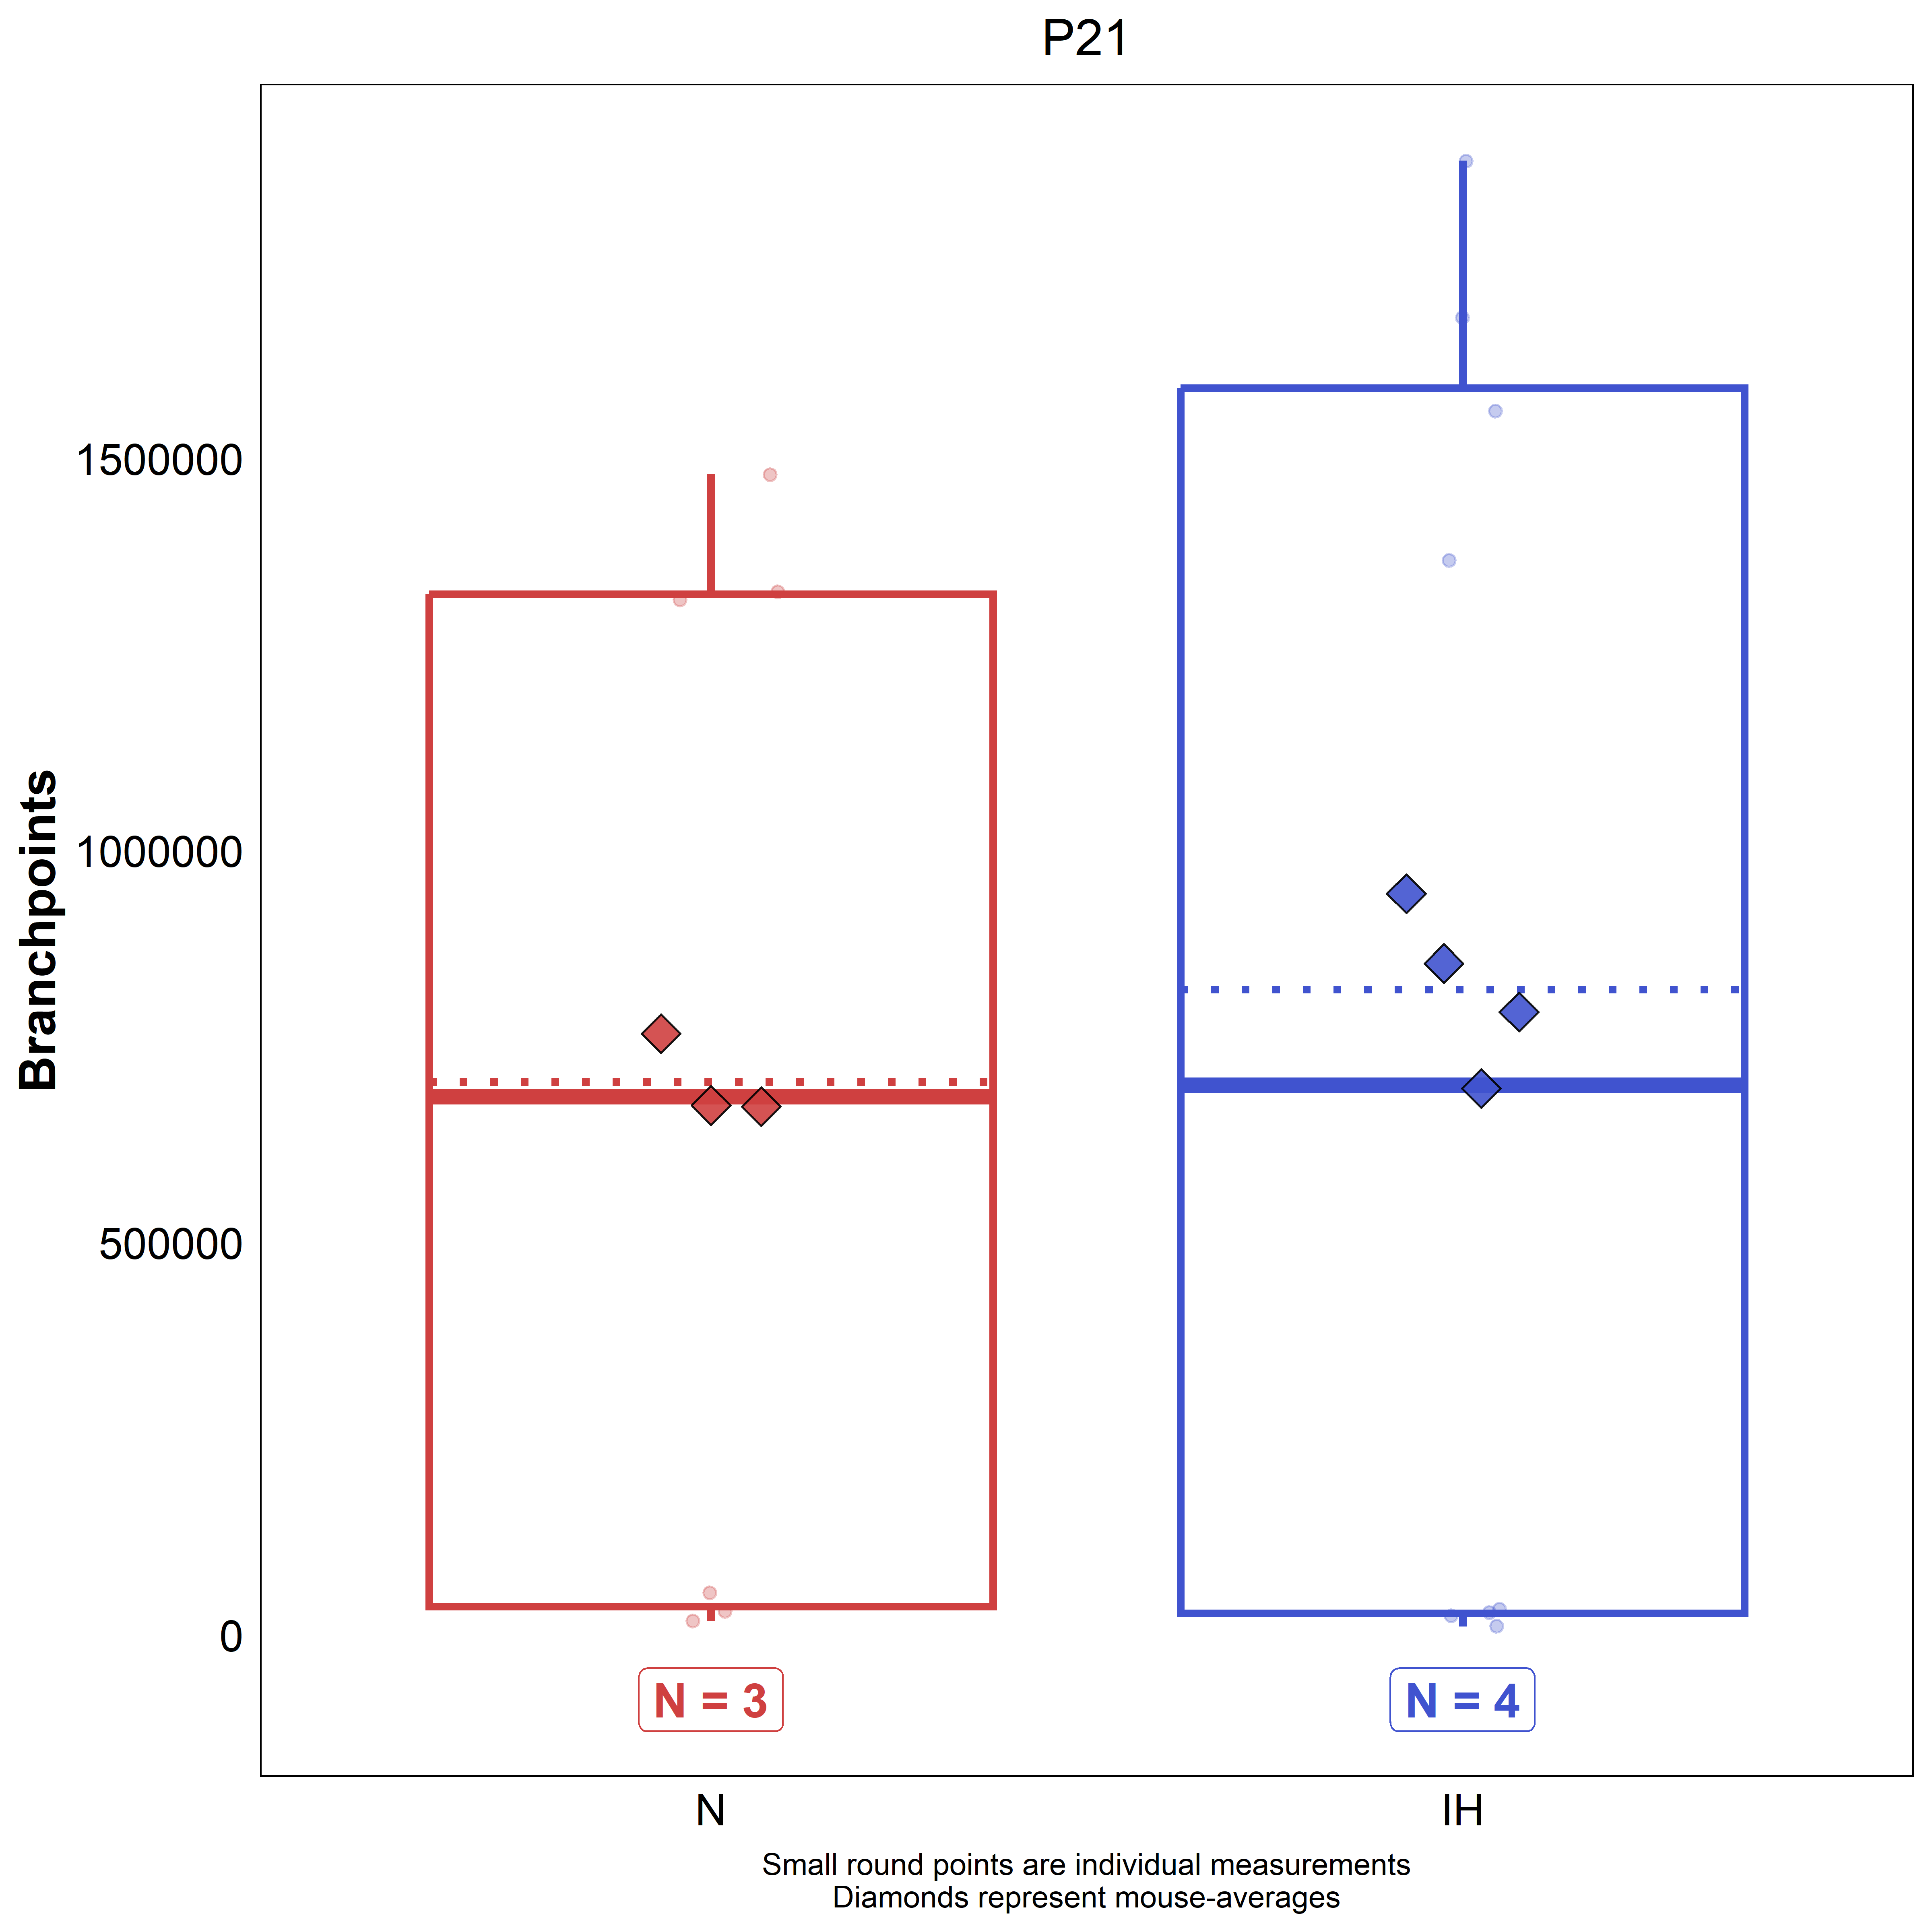 P21
Branchpoints
1500000
1000000
500000
0
N = 3
N = 4
N
IH
Small round points are individual measurements
Diamonds represent mouse-averages